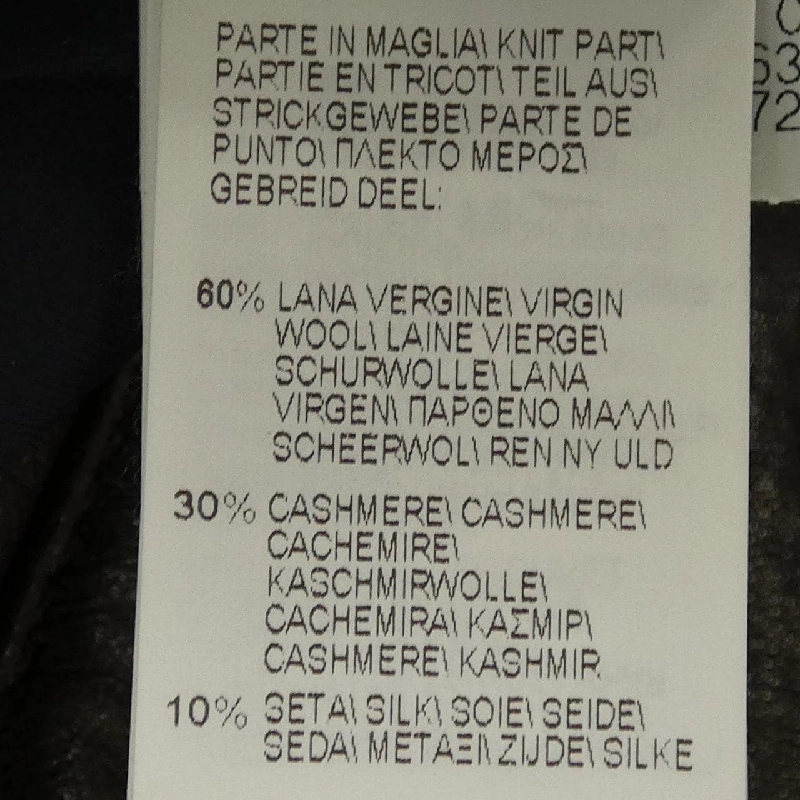 PARTE IN MAGLIA\ KNIT PART\
PARTIE EN TRICOT\ TEIL AUS\
STRICKGEWEBE\ PARTE DE
PUNTO\ ΠΛΕΚΤΟ ΜΕΡΟΣ\
GEBREID DEEL:
60% LANA VERGINE\ VIRGIN
WOOL\ LAINE VIERGE\
SCHURWOLLE\ LANA
VIRGEN\ ΠΑΡΘΕΝΟ ΜΑΛΛΙ\
SCHEERWOL\ REN NY ULD
30% CASHMERE\ CASHMERE\
CACHEMIRE\
KASCHMIRWOLLE\
CACHEMIRA\ ΚΑΣΜΙΡ\
CASHMERE\ KASHMIR
10% SETA\ SILK\ SOIE\ SEIDE\
SEDA\ ΜΕΤΑΞΙ\ ZIJDE\ SILKE
63
72